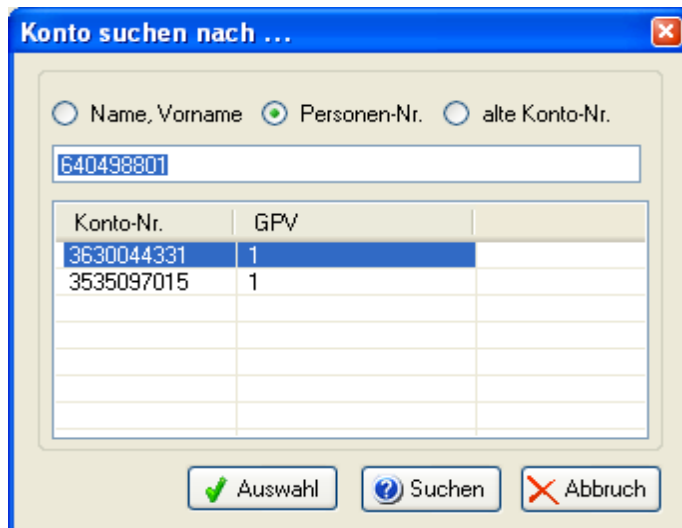 Konto suchen nach ...
Name, Vorname Personen-Nr. alte Konto-Nr.
640498801
Konto-Nr. GPV
3630044331 1
3535097015 1
Auswahl Suchen Abbruch